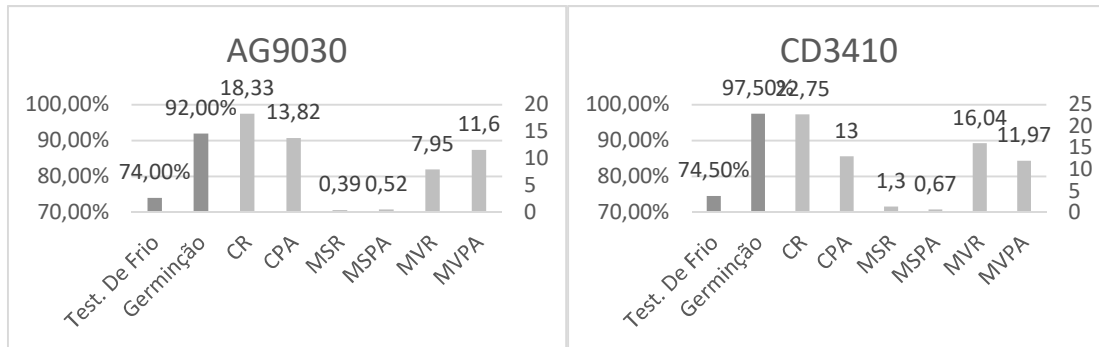 AG9030
100,00%
90,00%
80,00%
70,00%
74,00%
92,00%
18,33
13,82
0,39
0,52
7,95
11,6
20
15
10
5
0
Test. De Frio
Germinção
CR
CPA
MSR
MSPA
MVR
MVPA
CD3410
100,00%
90,00%
80,00%
70,00%
74,50%
97,50%
22,75
13
1,3
0,67
16,04
11,97
25
20
15
10
5
0
Test. De Frio
Germinção
CR
CPA
MSR
MSPA
MVR
MVPA